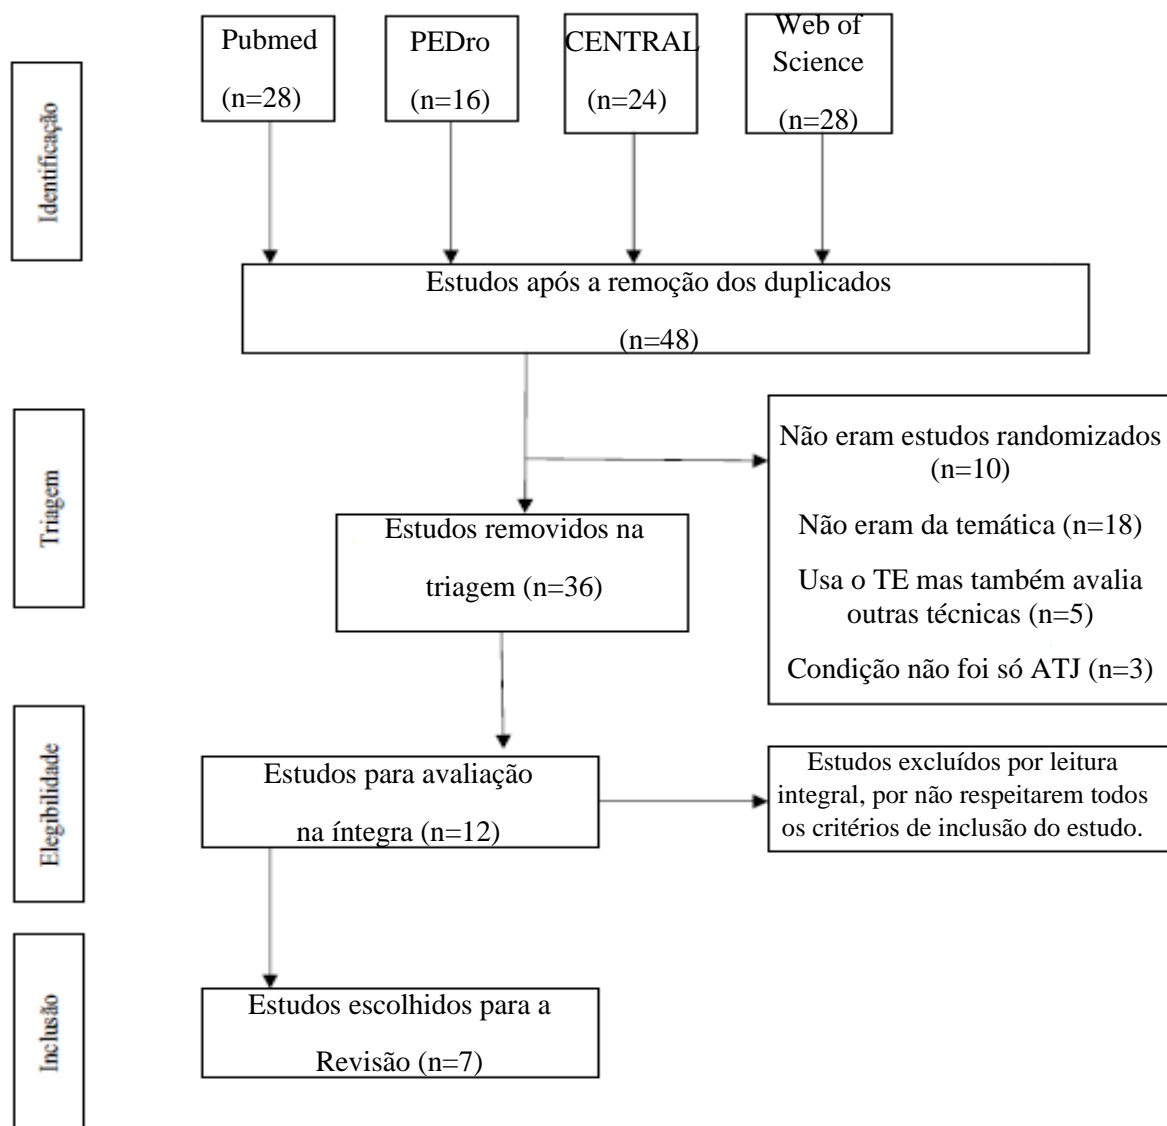 Identificação
Pubmed
(n=28)
PEDro
(n=16)
CENTRAL
(n=24)
Web of
Science
(n=28)
Estudos após a remoção dos duplicados
(n=48)
Triagem
Não eram estudos randomizados
(n=10)
Não eram da temática (n=18)
Usa o TE mas também avalia
outras técnicas (n=5)
Condição não foi só ATJ (n=3)
Estudos removidos na
triagem (n=36)
Elegibilidade
Estudos para avaliação
na íntegra (n=12)
Estudos excluídos por leitura
integral, por não respeitarem todos
os critérios de inclusão do estudo.
Inclusão
Estudos escolhidos para a
Revisão (n=7)